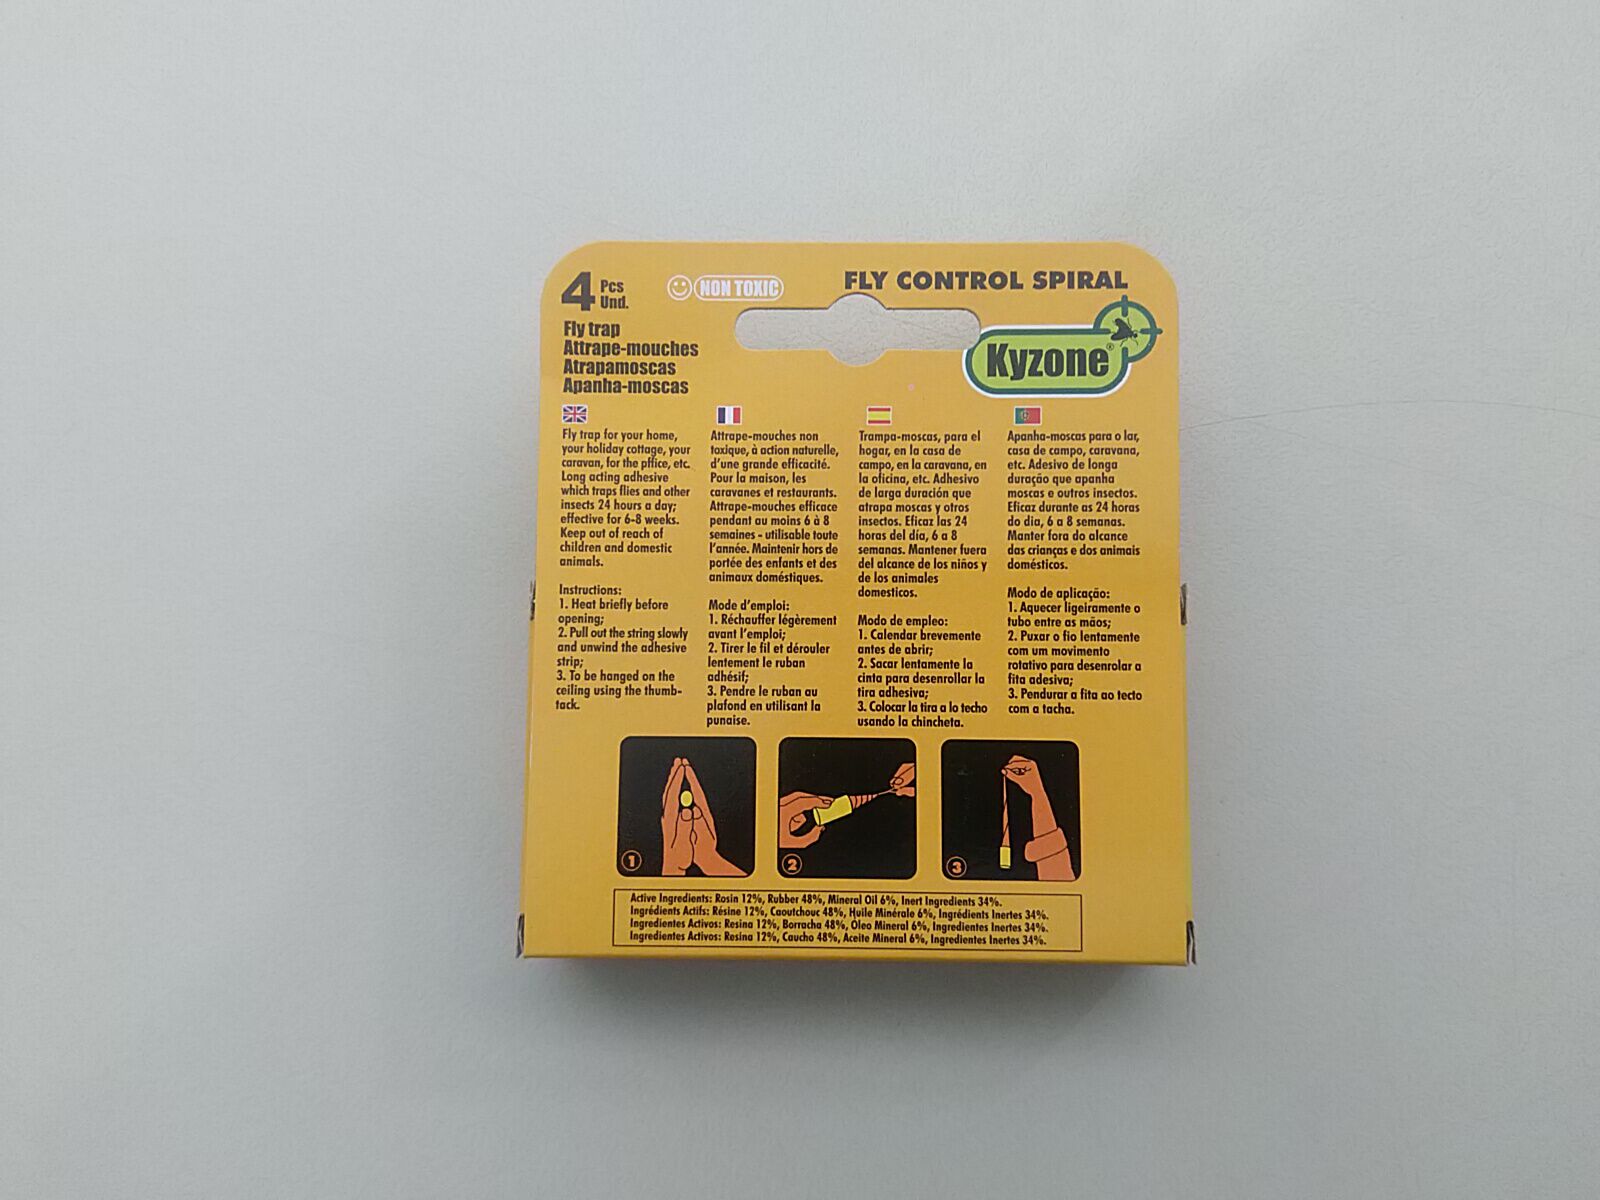 4 Pcs
Und.
NON TOXIC
FLY CONTROL SPIRAL
Kyzone®
Fly trap
Attrape-mouches
Atrapamoscas
Apanha-moscas
Fly trap for your home,
your holiday cottage, your
caravan, for the pffice, etc.
Long acting adhesive
which traps flies and other
insects 24 hours a day;
effective for 6-8 weeks.
Keep out of reach of
children and domestic
animals.
Instructions:
1. Heat briefly before
opening;
2. Pull out the string slowly
and unwind the adhesive
strip;
3. To be hanged on the
ceiling using the thumb-
tack.
Attrape-mouches non
toxique, à action naturelle,
d'une grande efficacité.
Pour la maison, les
caravanes et restaurants.
Attrape-mouches efficace
pendant au moins 6 à 8
semaines - utilisable toute
l'année. Maintenir hors de
portée des enfants et des
animaux doméstiques.
Mode d'emploi:
1. Réchauffer légèrement
avant l'emploi;
2. Tirer le fil et dérouler
lentement le ruban
adhésif;
3. Pendre le ruban au
plafond en utilisant la
punaise.
Trampa-moscas, para el
hogar, en la casa de
campo, en la caravana, en
la oficina, etc. Adhesivo
de larga duración que
atrapa moscas y otros
insectos. Eficaz las 24
horas del día, 6 a 8
semanas. Mantener fuera
del alcance de los niños y
de los animales
domesticos.
Modo de empleo:
1. Calendar brevemente
antes de abrir;
2. Sacar lentamente la
cinta para desenrollar la
tira adhesiva;
3. Colocar la tira a lo techo
usando la chincheta.
Apanha-moscas para o lar,
casa de campo, caravana,
etc. Adesivo de longa
duração que apanha
moscas e outros insectos.
Eficaz durante as 24 horas
do dia, 6 a 8 semanas.
Manter fora do alcance
das crianças e dos animais
domésticos.
Modo de aplicação:
1. Aquecer ligeiramente o
tubo entre as mãos;
2. Puxar o fio lentamente
com um movimento
rotativo para desenrolar a
fita adesiva;
3. Pendurar a fita ao tecto
com a tacha.
1
2
3
Active Ingredients: Rosin 12%, Rubber 48%, Mineral Oil 6%, Inert Ingredients 34%.
Ingrédients Actifs: Résine 12%, Caoutchouc 48%, Huile Minérale 6%, Ingrédients Inertes 34%.
Ingredientes Activos: Resina 12%, Borracha 48%, Óleo Mineral 6%, Ingredientes Inertes 34%.
Ingredientes Activos: Resina 12%, Caucho 48%, Aceite Mineral 6%, Ingredientes Inertes 34%.